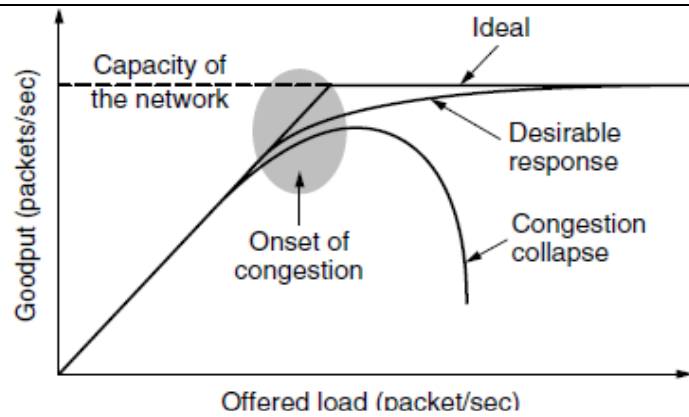 Ideal
Capacity of
the network
Desirable
response
Onset of
congestion
Congestion
collapse
Goodput (packets/sec)
Offered load (packet/sec)